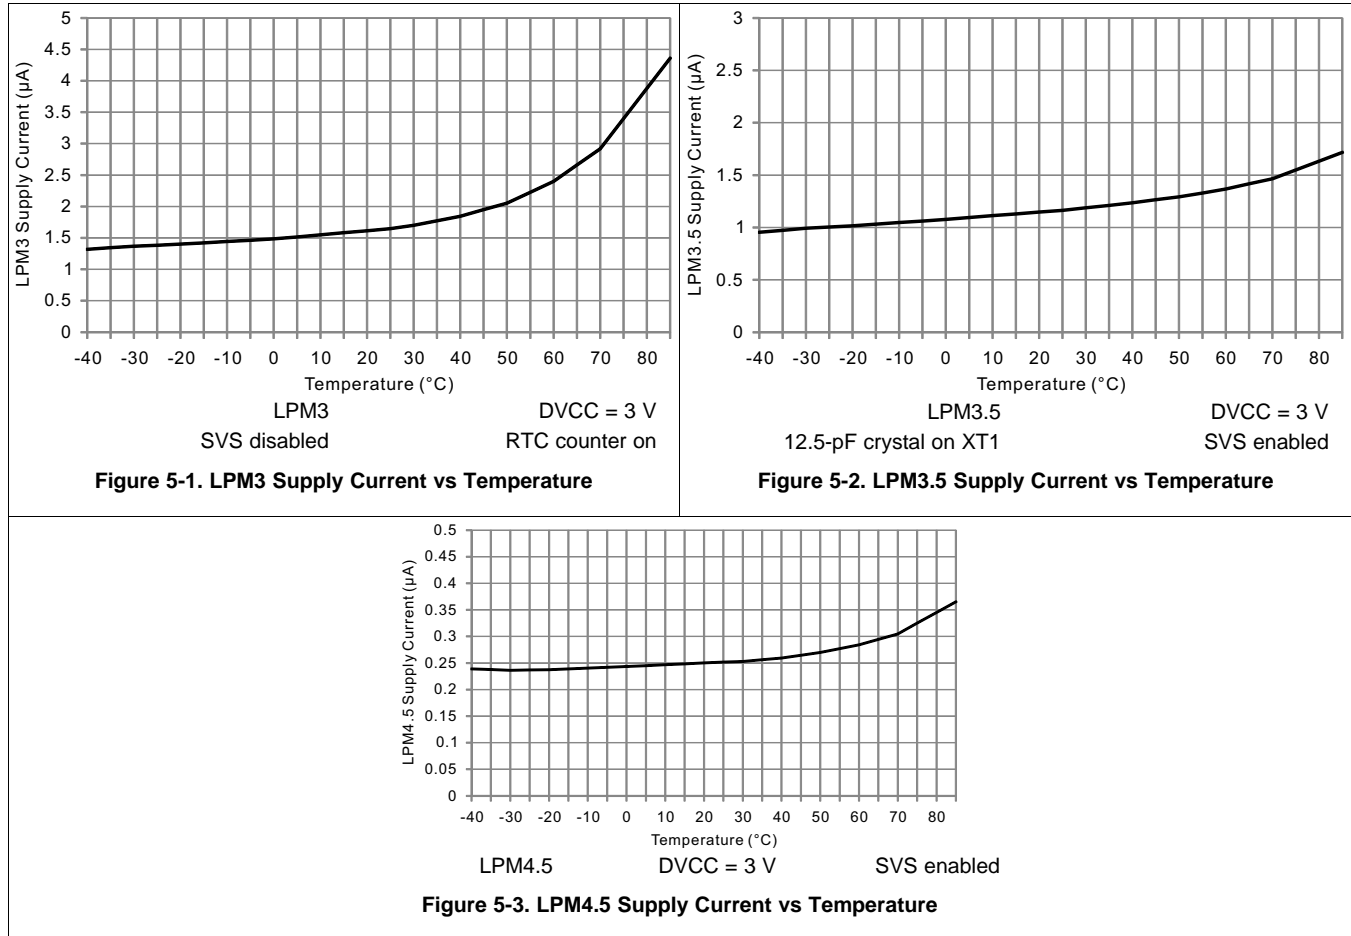 5
4.5
4
3.5
3
2.5
2
1.5
1
0.5
0
LPM3 Supply Current (µA)
-40 -30 -20 -10 0 10 20 30 40 50 60 70 80
Temperature (°C)
LPM3 DVCC = 3 V
SVS disabled RTC counter on
Figure 5-1. LPM3 Supply Current vs Temperature
3
2.5
2
1.5
1
0.5
0
LPM3.5 Supply Current (µA)
-40 -30 -20 -10 0 10 20 30 40 50 60 70 80
Temperature (°C)
LPM3.5 DVCC = 3 V
12.5-pF crystal on XT1 SVS enabled
Figure 5-2. LPM3.5 Supply Current vs Temperature
0.5
0.45
0.4
0.35
0.3
0.25
0.2
0.15
0.1
0.05
0
LPM4.5 Supply Current (µA)
-40 -30 -20 -10 0 10 20 30 40 50 60 70 80
Temperature (°C)
LPM4.5 DVCC = 3 V SVS enabled
Figure 5-3. LPM4.5 Supply Current vs Temperature